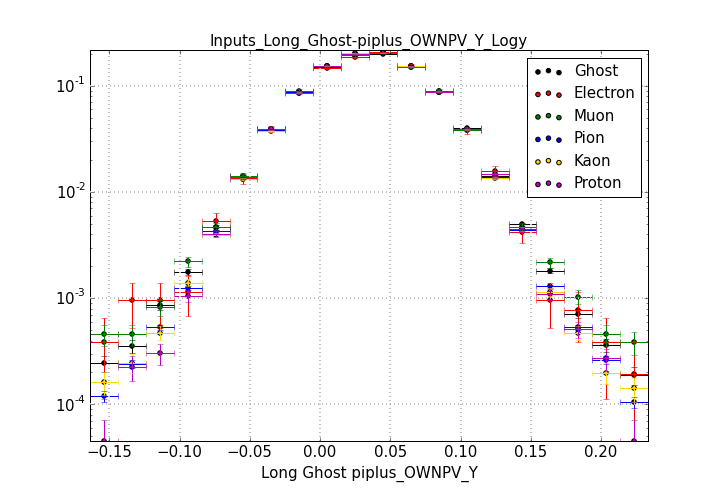 Inputs_Long_Ghost-piplus_OWNPV_Y_Logy
10⁻¹
10⁻²
10⁻³
10⁻⁴
Ghost
Electron
Muon
Pion
Kaon
Proton
−0.15 −0.10 −0.05 0.00 0.05 0.10 0.15 0.20
Long Ghost piplus_OWNPV_Y